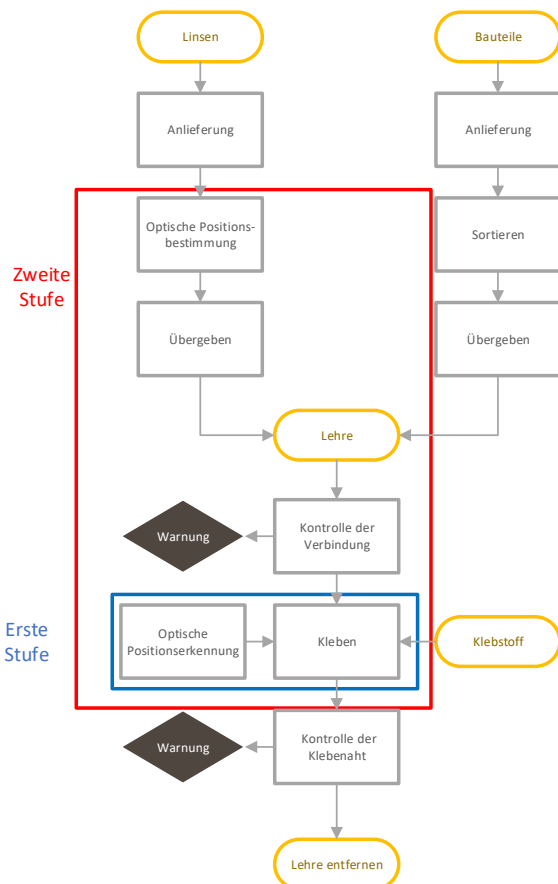 Linsen
Bauteile
Anlieferung
Anlieferung
Optische Positions-
bestimmung
Sortieren
Zweite
Stufe
Übergeben
Übergeben
Lehre
Warnung
Kontrolle der
Verbindung
Erste
Stufe
Optische
Positionserkennung
Kleben
Klebstoff
Warnung
Kontrolle der
Klebenaht
Lehre entfernen